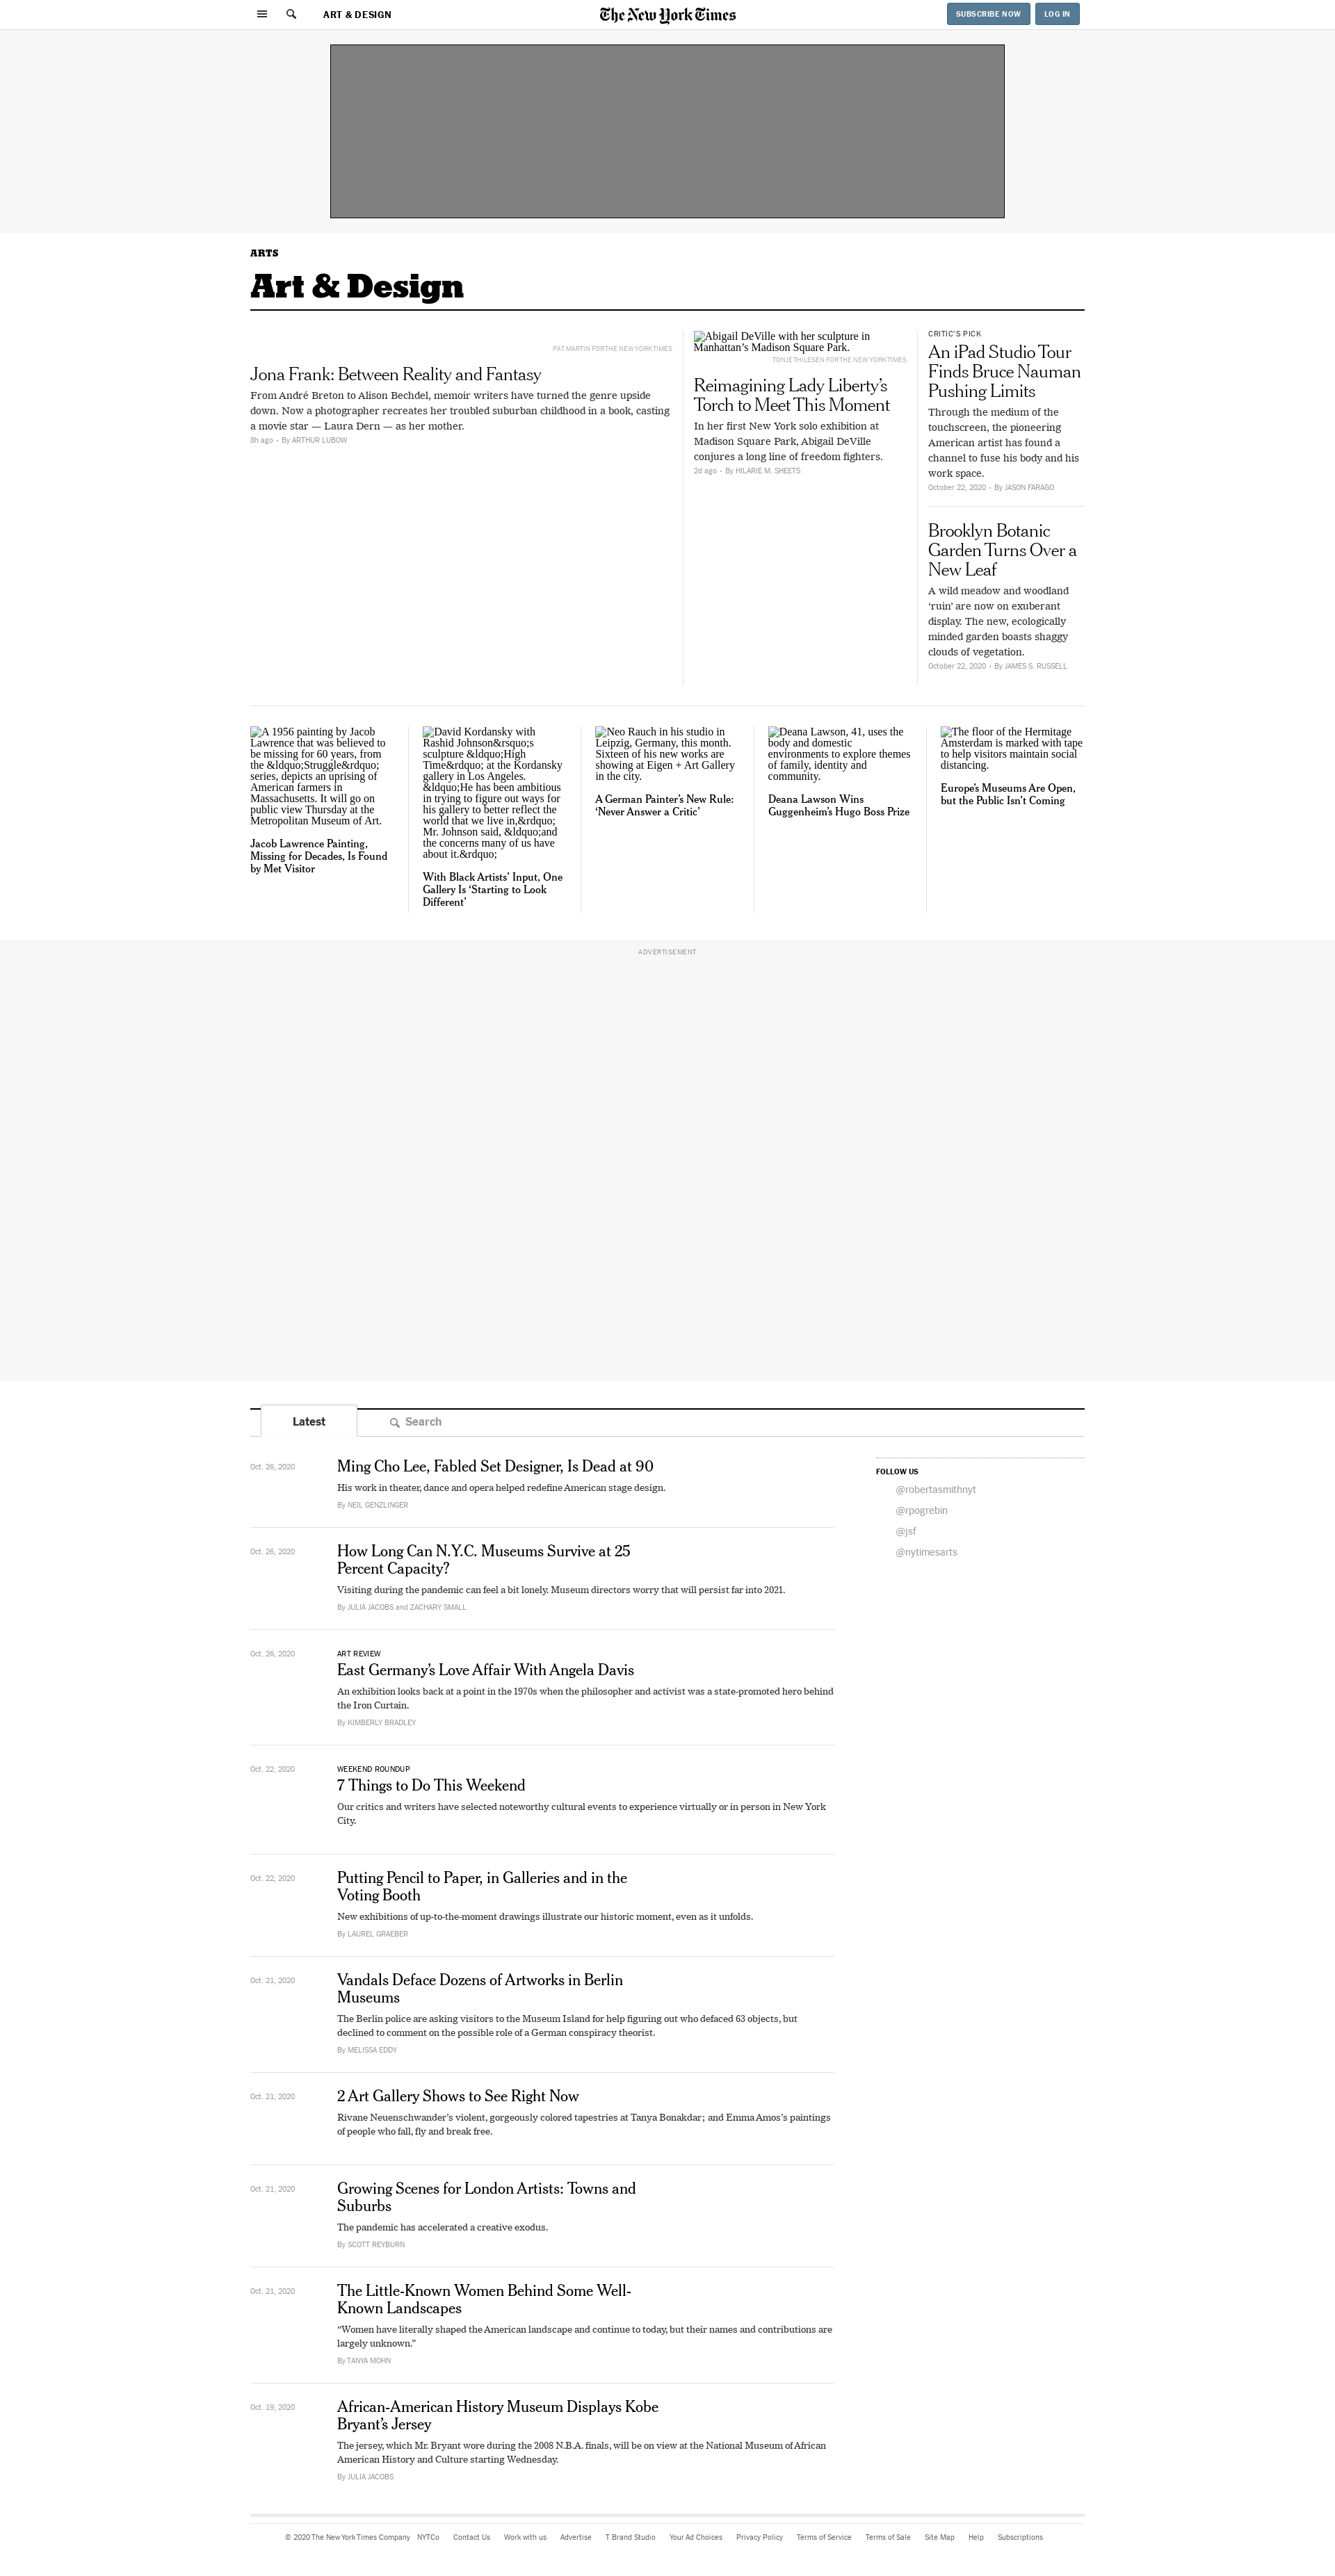 ART & DESIGN
The New York Times
SUBSCRIBE NOW
LOG IN
ARTS
Art & Design
PAT MARTIN FOR THE NEW YORK TIMES
Jona Frank: Between Reality and Fantasy
From André Breton to Alison Bechdel, memoir writers have turned the genre upside
down. Now a photographer recreates her troubled suburban childhood in a book, casting
a movie star — Laura Dern — as her mother.
8h ago • By ARTHUR LUBOW
Abigail DeVille with her sculpture in
Manhattan’s Madison Square Park.
TONJE THILESEN FOR THE NEW YORK TIMES
Reimagining Lady Liberty’s
Torch to Meet This Moment
In her first New York solo exhibition at
Madison Square Park, Abigail DeVille
conjures a long line of freedom fighters.
2d ago • By HILARIE M. SHEETS
CRITIC’S PICK
An iPad Studio Tour
Finds Bruce Nauman
Pushing Limits
Through the medium of the
touchscreen, the pioneering
American artist has found a
channel to fuse his body and his
work space.
October 22, 2020 • By JASON FARAGO
Brooklyn Botanic
Garden Turns Over a
New Leaf
A wild meadow and woodland
‘ruin’ are now on exuberant
display. The new, ecologically
minded garden boasts shaggy
clouds of vegetation.
October 22, 2020 • By JAMES S. RUSSELL
A 1956 painting by Jacob
Lawrence that was believed to
be missing for 60 years, from
the &ldquo;Struggle&rdquo;
series, depicts an uprising of
American farmers in
Massachusetts. It will go on
public view Thursday at the
Metropolitan Museum of Art.
Jacob Lawrence Painting,
Missing for Decades, Is Found
by Met Visitor
David Kordansky with
Rashid Johnson&rsquo;s
sculpture &ldquo;High
Time&rdquo; at the Kordansky
gallery in Los Angeles.
&ldquo;He has been ambitious
in trying to figure out ways for
his gallery to better reflect the
world that we live in,&rdquo;
Mr. Johnson said, &ldquo;and
the concerns many of us have
about it.&rdquo;
With Black Artists’ Input, One
Gallery Is ‘Starting to Look
Different’
Neo Rauch in his studio in
Leipzig, Germany, this month.
Sixteen of his new works are
showing at Eigen + Art Gallery
in the city.
A German Painter’s New Rule:
‘Never Answer a Critic’
Deana Lawson, 41, uses the
body and domestic
environments to explore themes
of family, identity and
community.
Deana Lawson Wins
Guggenheim’s Hugo Boss Prize
The floor of the Hermitage
Amsterdam is marked with tape
to help visitors maintain social
distancing.
Europe’s Museums Are Open,
but the Public Isn’t Coming
ADVERTISEMENT
Latest
Search
Oct. 26, 2020
Ming Cho Lee, Fabled Set Designer, Is Dead at 90
His work in theater, dance and opera helped redefine American stage design.
By NEIL GENZLINGER
FOLLOW US
@robertasmithnyt
@rpogrebin
@jsf
@nytimesarts
Oct. 26, 2020
How Long Can N.Y.C. Museums Survive at 25
Percent Capacity?
Visiting during the pandemic can feel a bit lonely. Museum directors worry that will persist far into 2021.
By JULIA JACOBS and ZACHARY SMALL
Oct. 26, 2020
ART REVIEW
East Germany’s Love Affair With Angela Davis
An exhibition looks back at a point in the 1970s when the philosopher and activist was a state-promoted hero behind
the Iron Curtain.
By KIMBERLY BRADLEY
Oct. 22, 2020
WEEKEND ROUNDUP
7 Things to Do This Weekend
Our critics and writers have selected noteworthy cultural events to experience virtually or in person in New York
City.
Oct. 22, 2020
Putting Pencil to Paper, in Galleries and in the
Voting Booth
New exhibitions of up-to-the-moment drawings illustrate our historic moment, even as it unfolds.
By LAUREL GRAEBER
Oct. 21, 2020
Vandals Deface Dozens of Artworks in Berlin
Museums
The Berlin police are asking visitors to the Museum Island for help figuring out who defaced 63 objects, but
declined to comment on the possible role of a German conspiracy theorist.
By MELISSA EDDY
Oct. 21, 2020
2 Art Gallery Shows to See Right Now
Rivane Neuenschwander’s violent, gorgeously colored tapestries at Tanya Bonakdar; and Emma Amos’s paintings
of people who fall, fly and break free.
Oct. 21, 2020
Growing Scenes for London Artists: Towns and
Suburbs
The pandemic has accelerated a creative exodus.
By SCOTT REYBURN
Oct. 21, 2020
The Little-Known Women Behind Some Well-
Known Landscapes
“Women have literally shaped the American landscape and continue to today, but their names and contributions are
largely unknown.”
By TANYA MOHN
Oct. 19, 2020
African-American History Museum Displays Kobe
Bryant’s Jersey
The jersey, which Mr. Bryant wore during the 2008 N.B.A. finals, will be on view at the National Museum of African
American History and Culture starting Wednesday.
By JULIA JACOBS
© 2020 The New York Times Company NYTCo Contact Us Work with us Advertise T Brand Studio Your Ad Choices Privacy Policy Terms of Service Terms of Sale Site Map Help Subscriptions